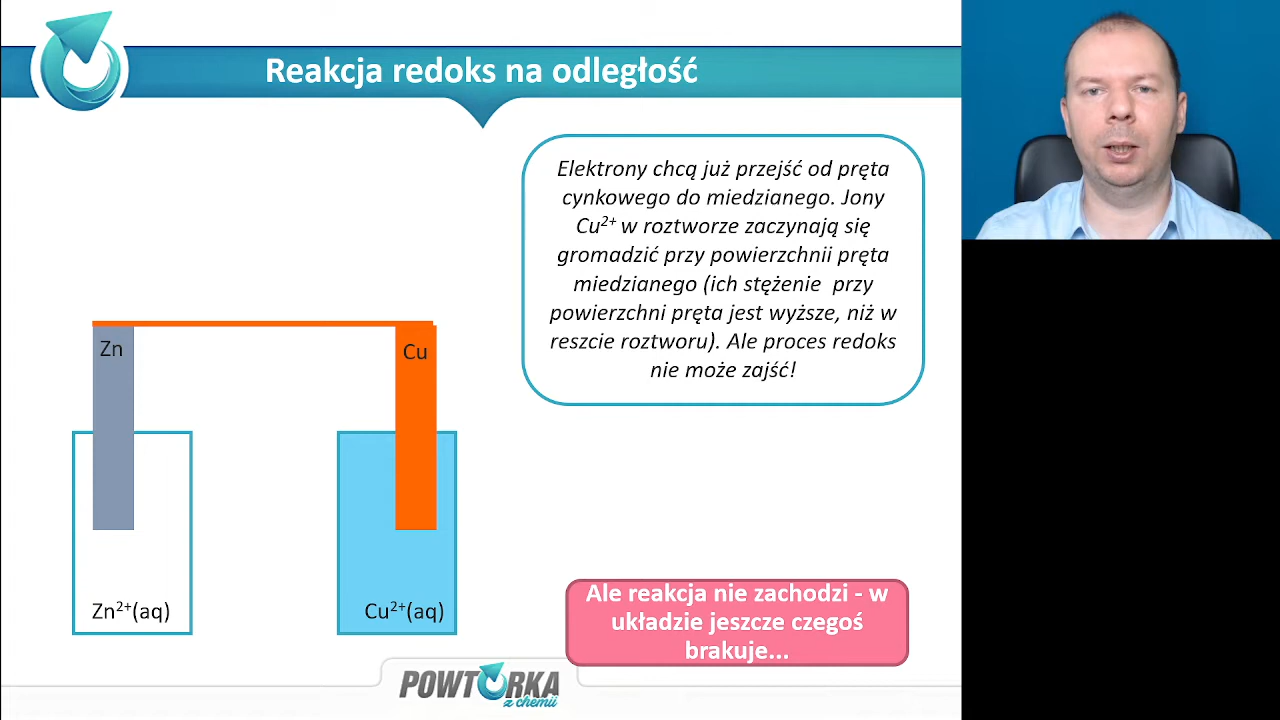 Reakcja redoks na odległość
Elektrony chcą już przejść od pręta
cynkowego do miedzianego. Jony
Cu²⁺ w roztworze zaczynają się
gromadzić przy powierzchnii pręta
miedzianego (ich stężenie przy
powierzchni pręta jest wyższe, niż w
reszcie roztworu). Ale proces redoks
nie może zajść!
Zn
Cu
Zn²⁺(aq)
Cu²⁺(aq)
Ale reakcja nie zachodzi - w
układzie jeszcze czegoś
brakuje...
POWTÓRKA
z chemii